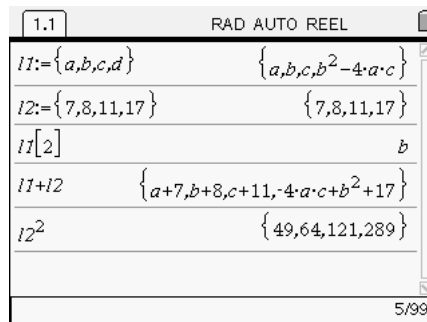 1.1 RAD AUTO REEL
l1:={a,b,c,d} {a,b,c,b²−4·a·c}
l2:={7,8,11,17} {7,8,11,17}
l1[2] b
l1+l2 {a+7,b+8,c+11,-4·a·c+b²+17}
l2² {49,64,121,289}
5/99